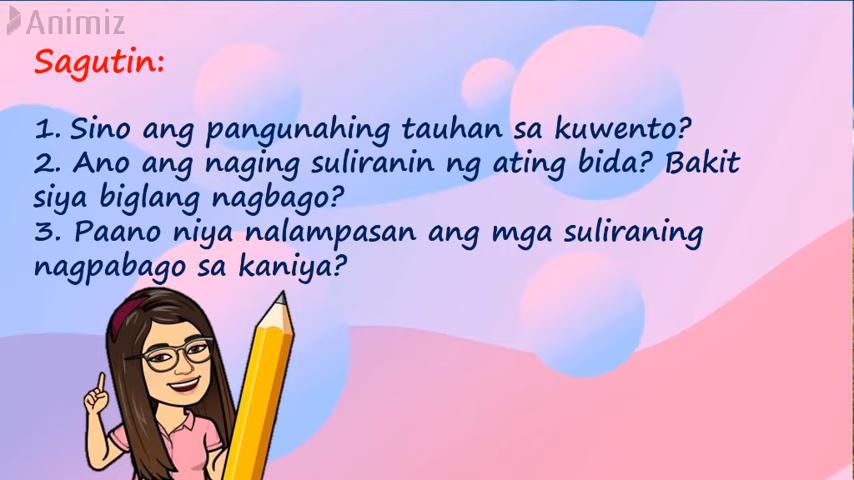 Animiz
Sagutin:
1. Sino ang pangunahing tauhan sa kuwento?
2. Ano ang naging suliranin ng ating bida? Bakit
siya biglang nagbago?
3. Paano niya nalampasan ang mga suliraning
nagpabago sa kaniya?